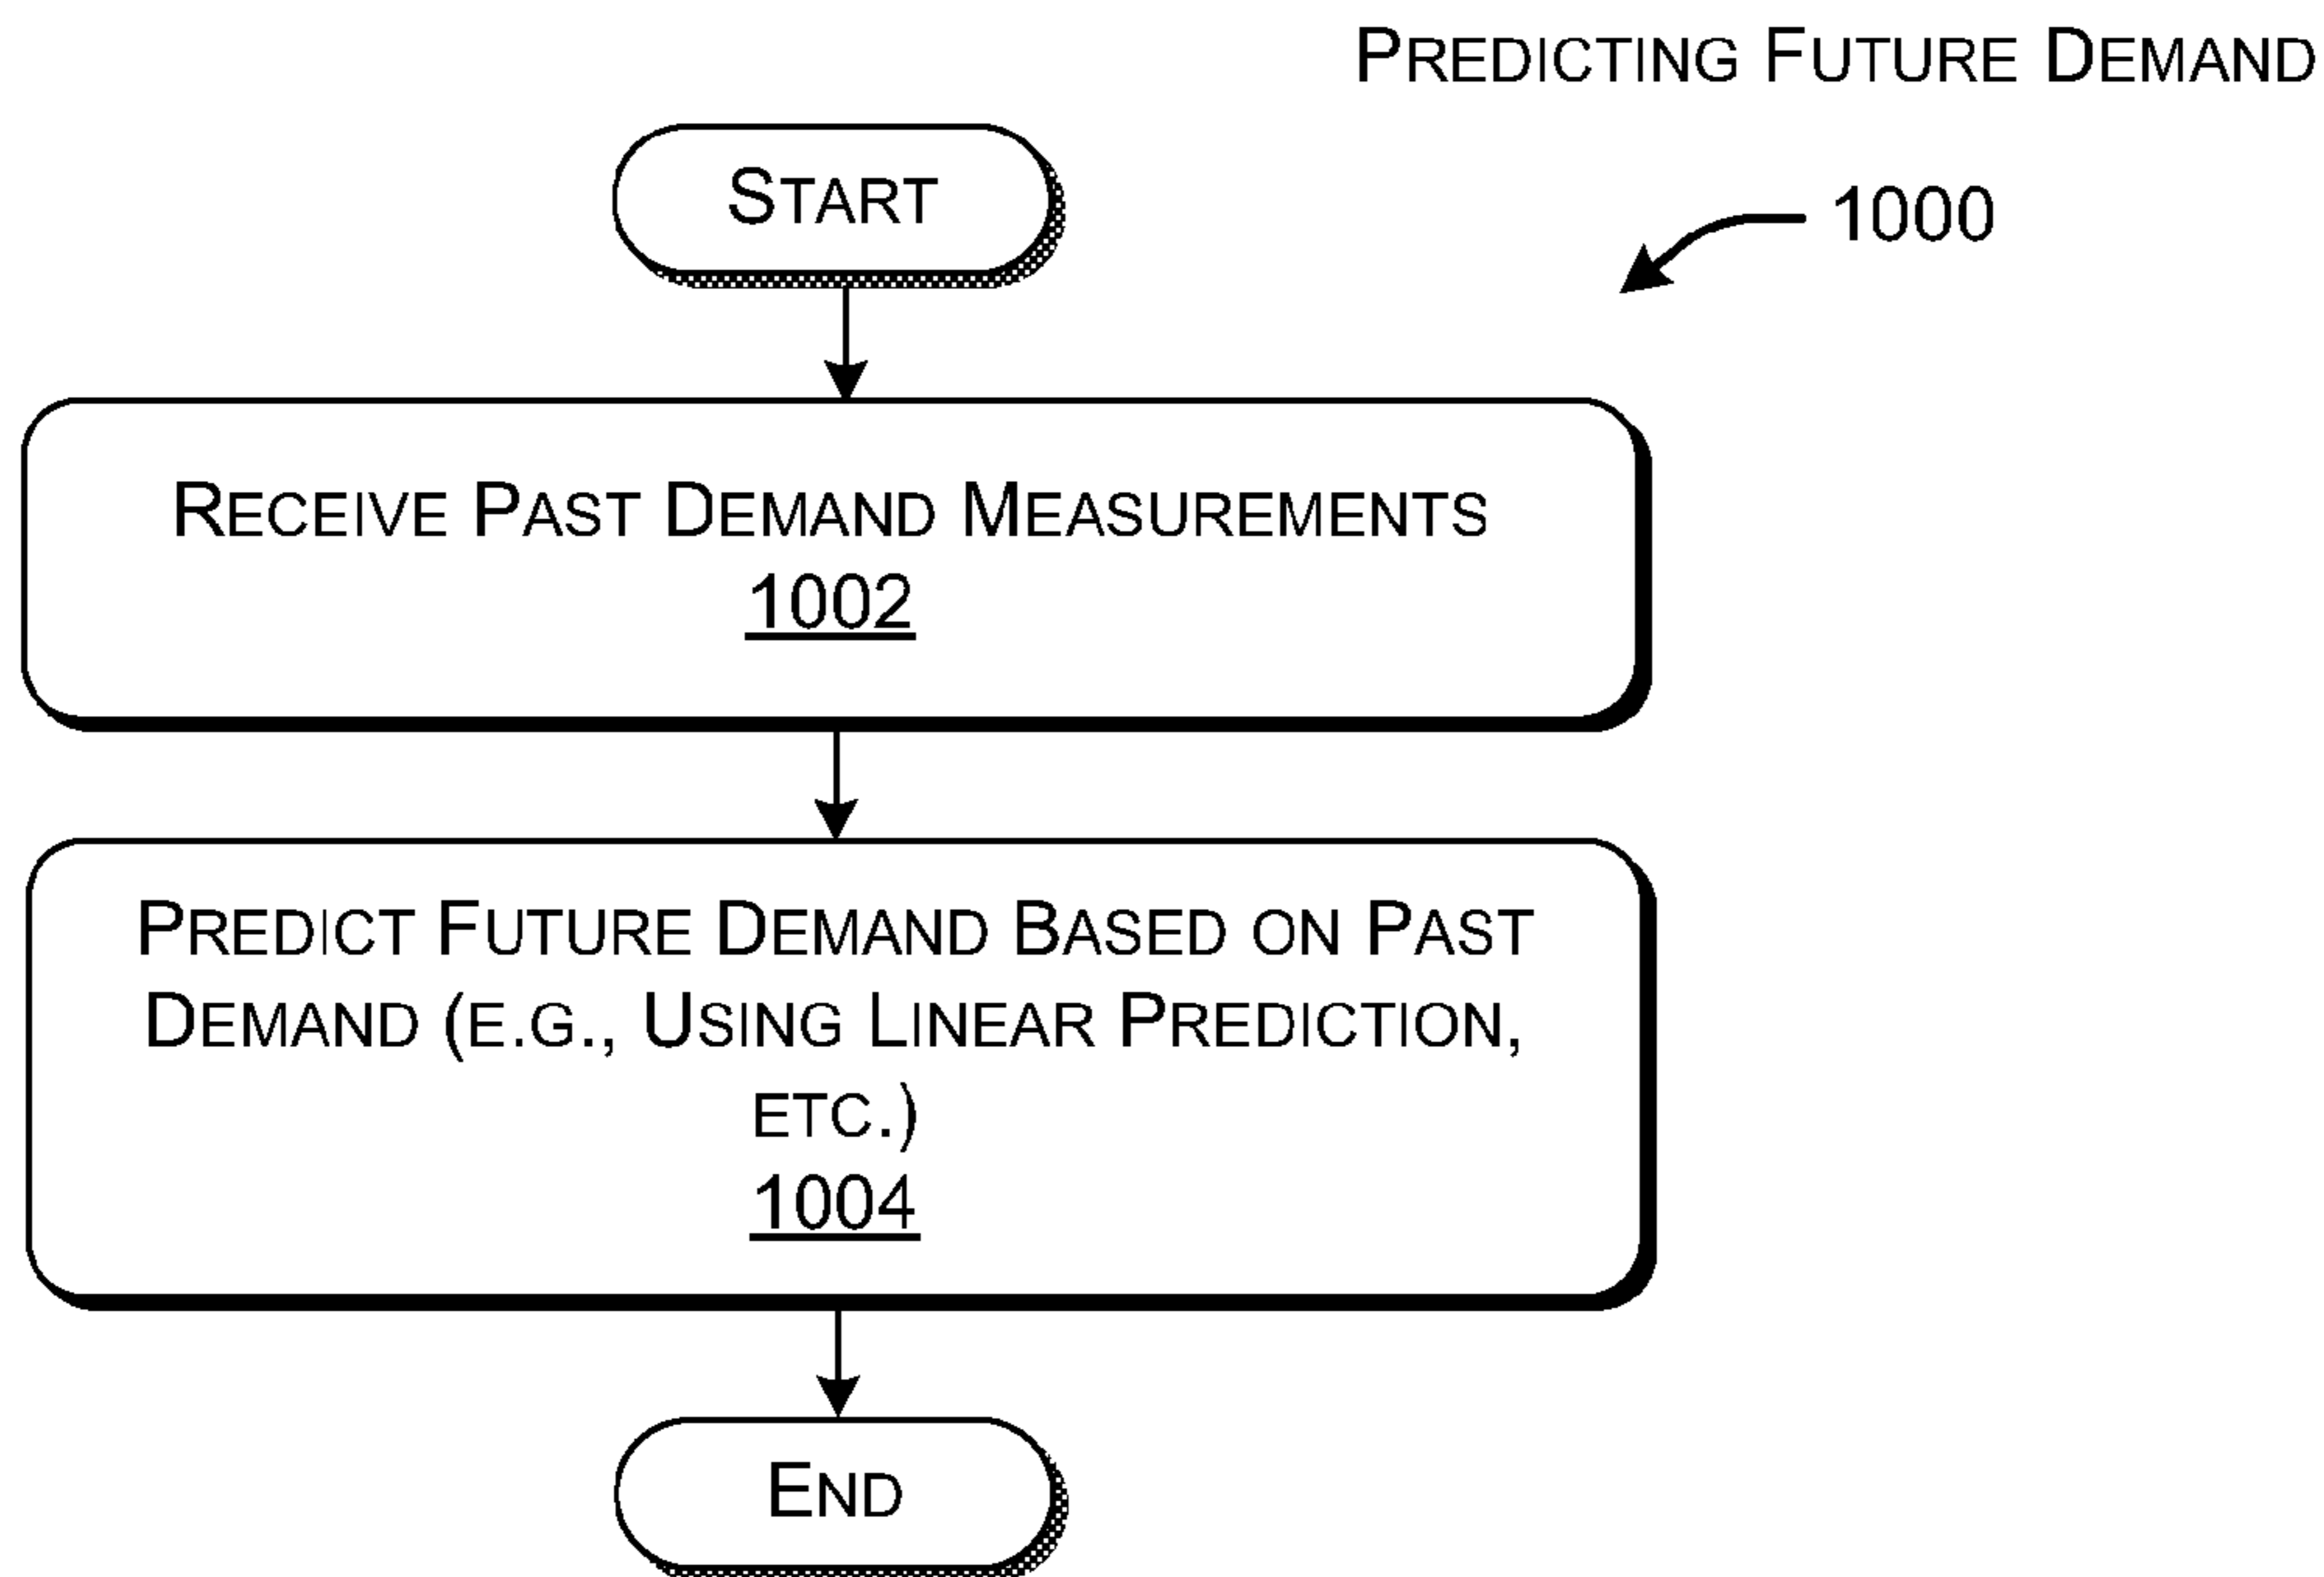 PREDICTING FUTURE DEMAND
START
1000
RECEIVE PAST DEMAND MEASUREMENTS
1002
PREDICT FUTURE DEMAND BASED ON PAST
DEMAND (E.G., USING LINEAR PREDICTION,
ETC.)
1004
END